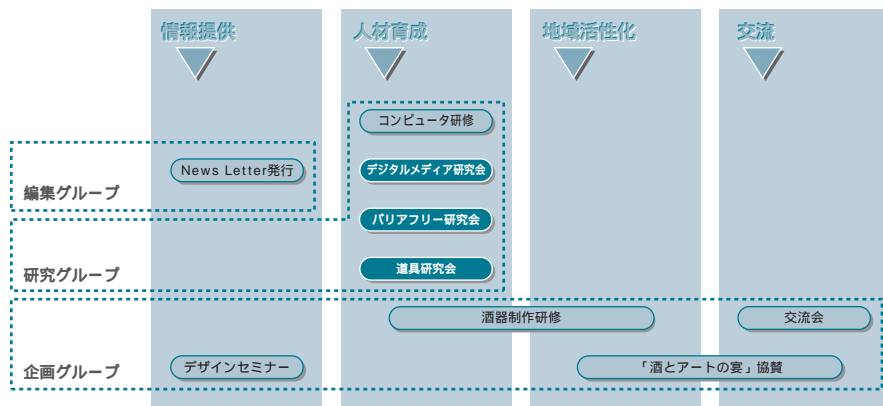 情報提供
人材育成
地域活性化
交流
コンピュータ研修
News Letter発行
デジタルメディア研究会
編集グループ
バリアフリー研究会
道具研究会
研究グループ
酒器制作研修
交流会
デザインセミナー
「酒とアートの宴」協賛
企画グループ